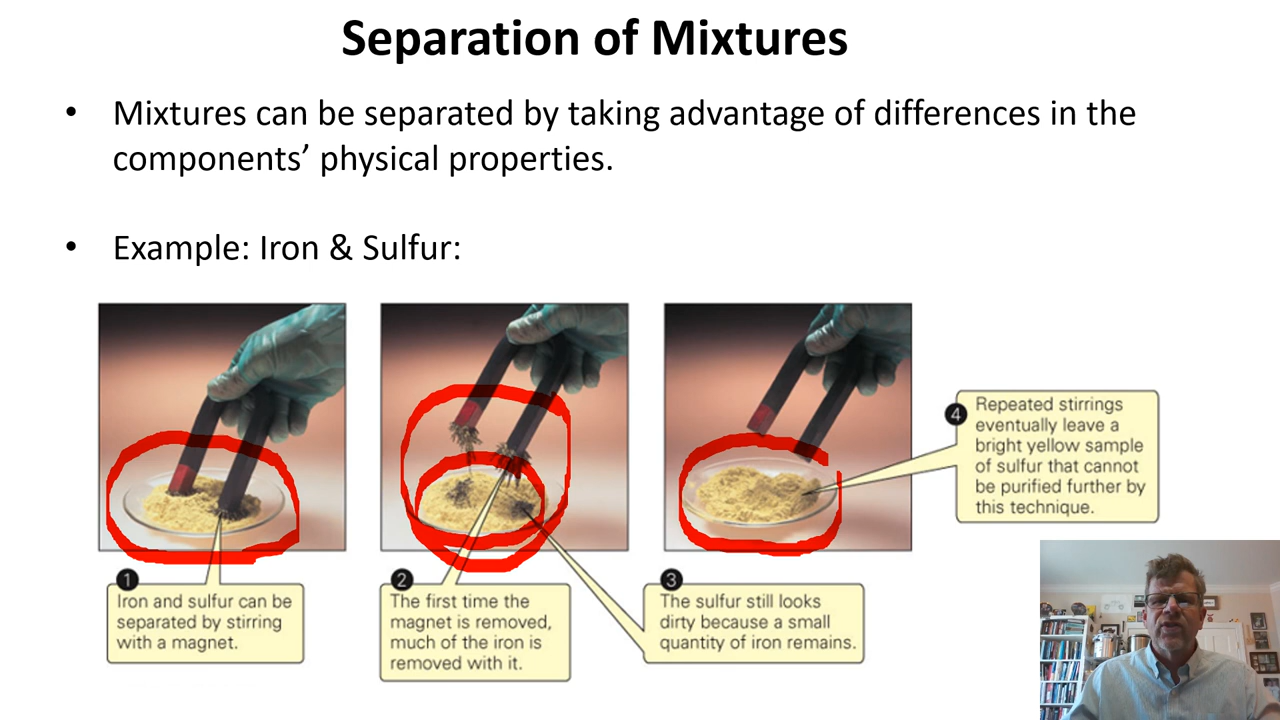 Separation of Mixtures
• Mixtures can be separated by taking advantage of differences in the
components’ physical properties.
• Example: Iron & Sulfur:
1
Iron and sulfur can be
separated by stirring
with a magnet.
2
The first time the
magnet is removed,
much of the iron is
removed with it.
3
The sulfur still looks
dirty because a small
quantity of iron remains.
4
Repeated stirrings
eventually leave a
bright yellow sample
of sulfur that cannot
be purified further by
this technique.